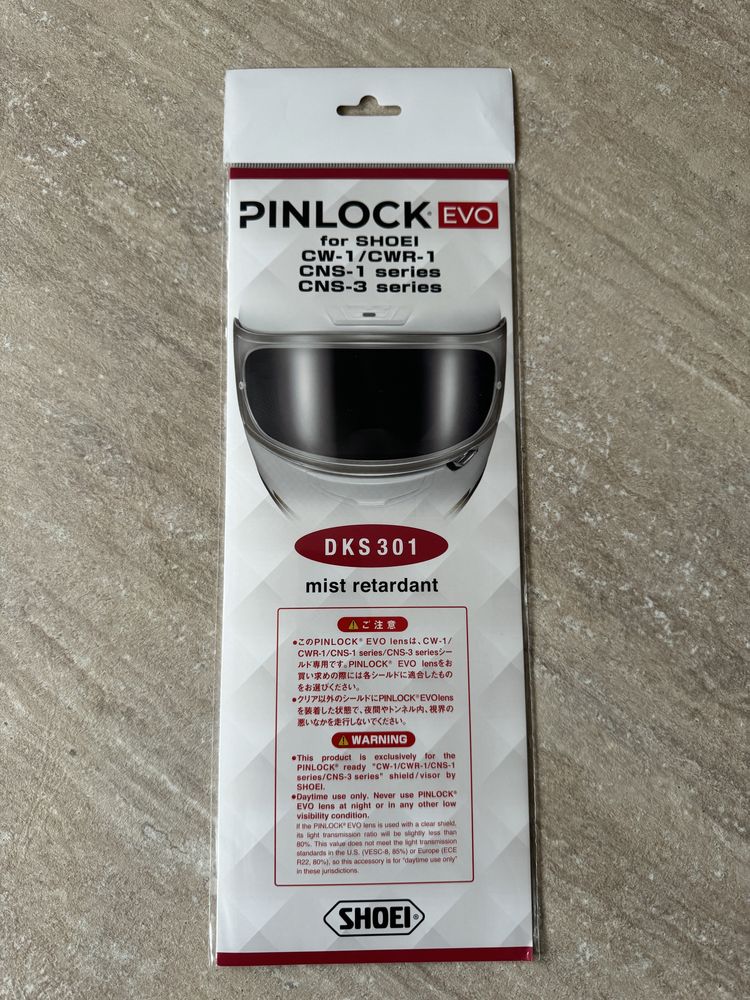 PINLOCK® EVO
for SHOEI
CW-1/CWR-1
CNS-1 series
CNS-3 series
DKS301
mist retardant
⚠ご注意
●このPINLOCK® EVO lensは、CW-1/
CWR-1/CNS-1 series/CNS-3 seriesシー
ルド専用です。PINLOCK® EVO lensをお
買い求めの際には各シールドに適合したもの
をお選びください。
●クリア以外のシールドにPINLOCK® EVO lens
を装着した状態で、夜間やトンネル内、視界の
悪いなかを走行しないでください。
⚠WARNING
●This product is exclusively for the
PINLOCK® ready "CW-1/CWR-1/CNS-1
series/CNS-3 series" shield/visor by
SHOEI.
●Daytime use only. Never use PINLOCK®
EVO lens at night or in any other low
visibility condition.
If the PINLOCK® EVO lens is used with a clear shield,
its light transmission ratio will be slightly less than
80%. This value does not meet the light transmission
standards in the U.S. (VESC-8, 85%) or Europe (ECE
R22, 80%), so this accessory is for "daytime use only"
in these jurisdictions.
SHOEI®